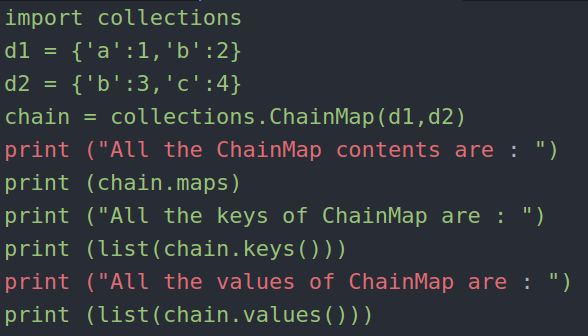 import collections
d1 = {'a':1,'b':2}
d2 = {'b':3,'c':4}
chain = collections.ChainMap(d1,d2)
print ("All the ChainMap contents are : ")
print (chain.maps)
print ("All the keys of ChainMap are : ")
print (list(chain.keys()))
print ("All the values of ChainMap are : ")
print (list(chain.values()))